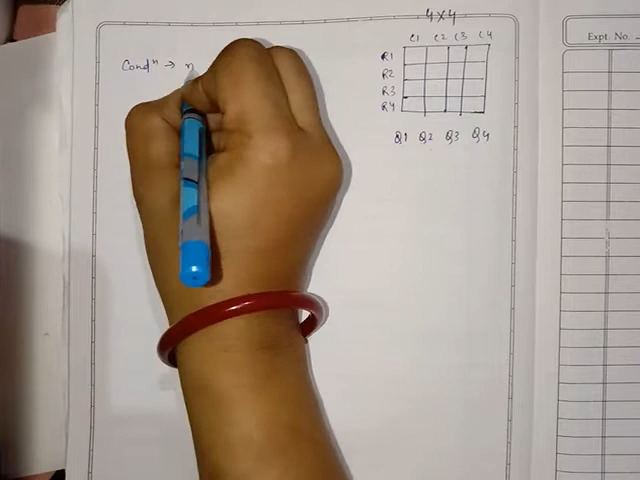 4x4
C1 C2 C3 C4
Condⁿ → n
R1
R2
R3
R4
Q1 Q2 Q3 Q4
Expt. No.